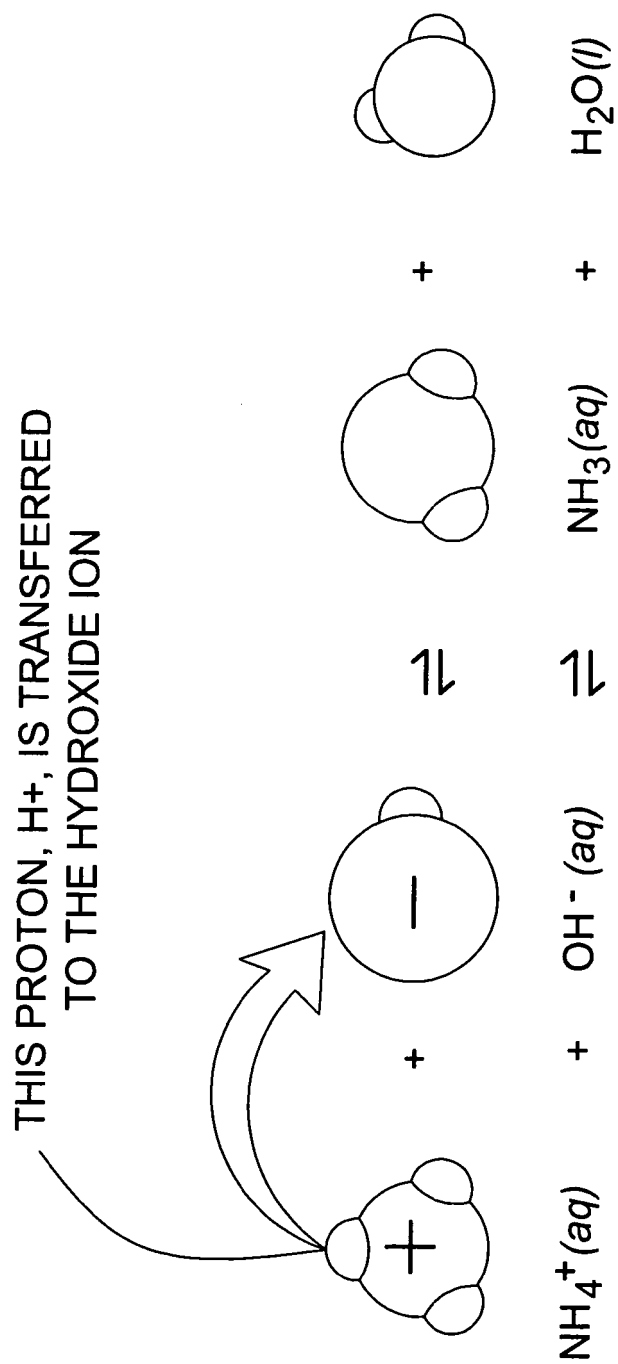 THIS PROTON, H+, IS TRANSFERRED
TO THE HYDROXIDE ION
+ − + ⇌ +
NH₄⁺(aq) + OH⁻(aq) ⇌ NH₃(aq) + H₂O(l)